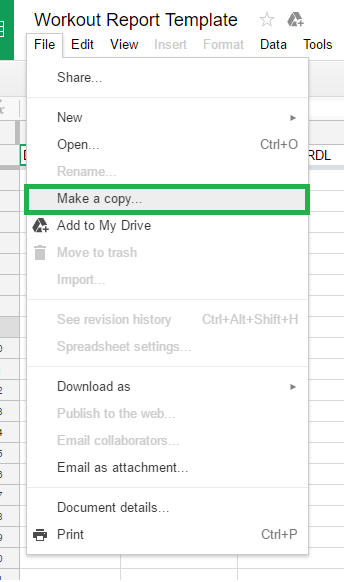 Workout Report Template
File Edit View Insert Format Data Tools
Share...
New
Open... Ctrl+O
RDL
Rename...
Make a copy...
Add to My Drive
Move to trash
Import...
See revision history Ctrl+Alt+Shift+H
Spreadsheet settings...
Download as
Publish to the web...
Email collaborators...
Email as attachment...
Document details...
Print Ctrl+P